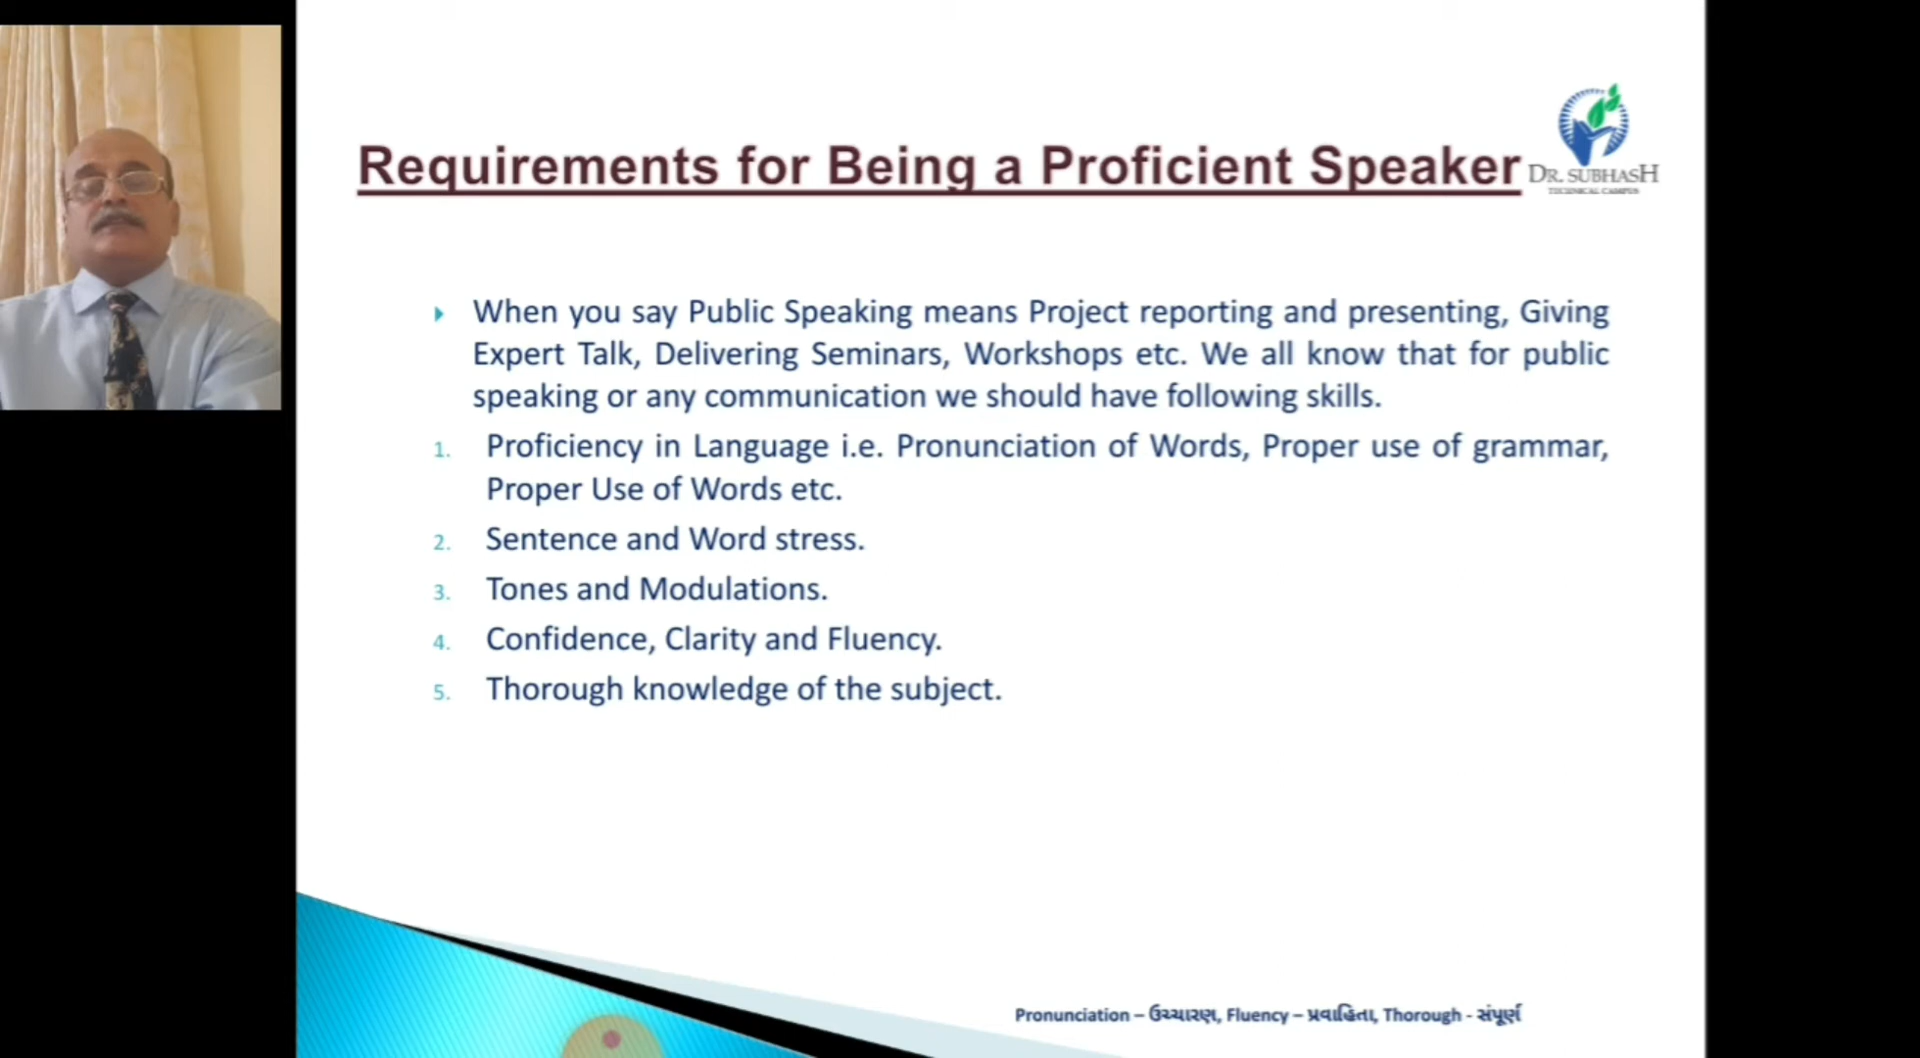 Requirements for Being a Proficient Speaker
DR. SUBHASH
TECHNICAL CAMPUS
When you say Public Speaking means Project reporting and presenting, Giving
Expert Talk, Delivering Seminars, Workshops etc. We all know that for public
speaking or any communication we should have following skills.
1. Proficiency in Language i.e. Pronunciation of Words, Proper use of grammar,
Proper Use of Words etc.
2. Sentence and Word stress.
3. Tones and Modulations.
4. Confidence, Clarity and Fluency.
5. Thorough knowledge of the subject.
Pronunciation – ઉચ્ચારણ, Fluency – પ્રવાહિતા, Thorough - સંપૂર્ણ